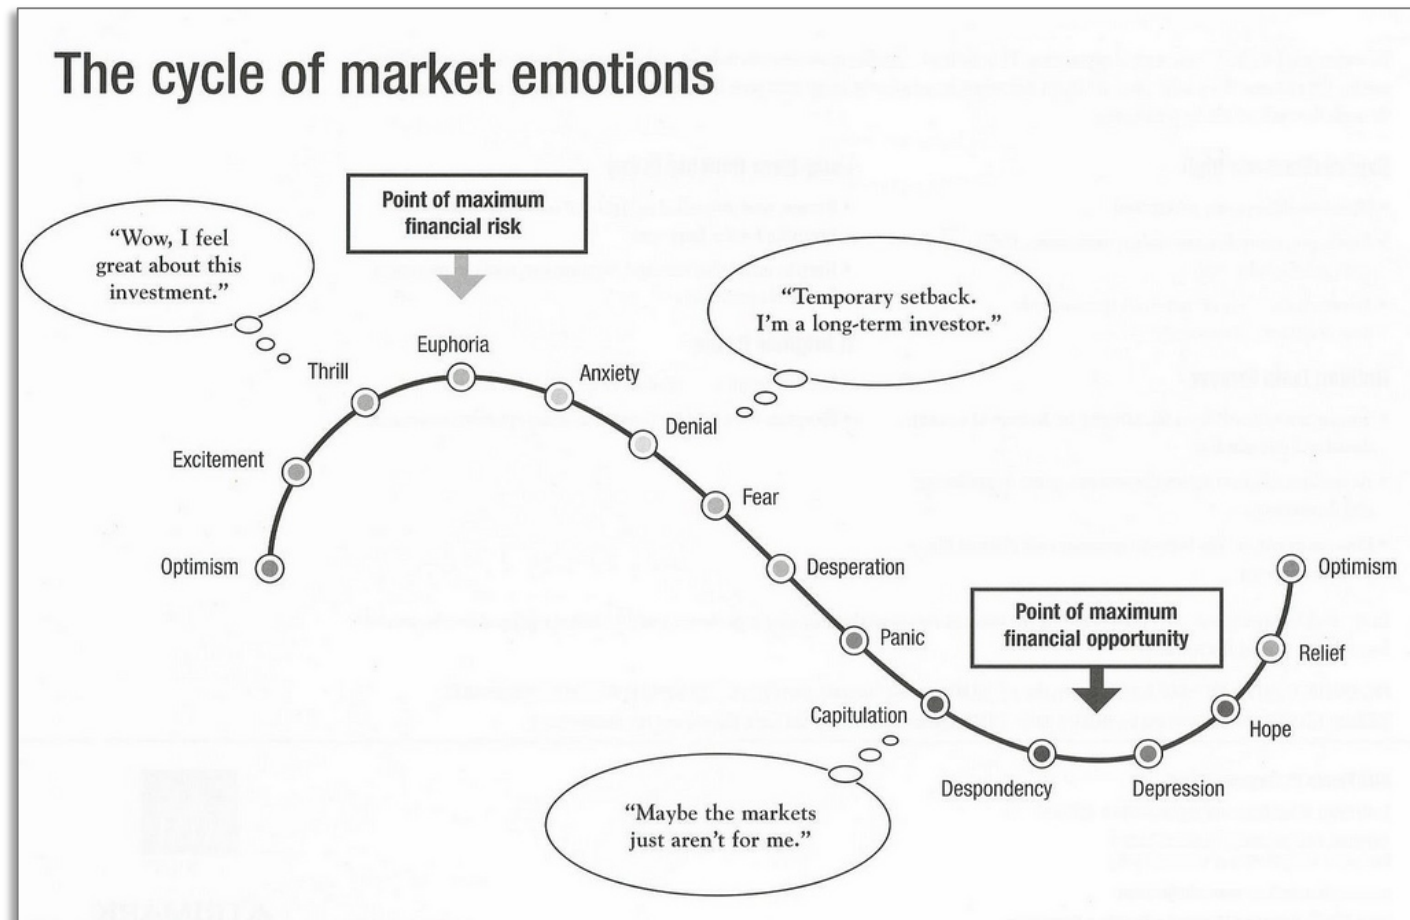 The cycle of market emotions
Point of maximum
financial risk
“Wow, I feel
great about this
investment.”
“Temporary setback.
I’m a long-term investor.”
Euphoria
Thrill
Anxiety
Denial
Excitement
Fear
Optimism
Desperation
Optimism
Point of maximum
financial opportunity
Panic
Relief
Capitulation
Hope
Despondency
Depression
“Maybe the markets
just aren’t for me.”